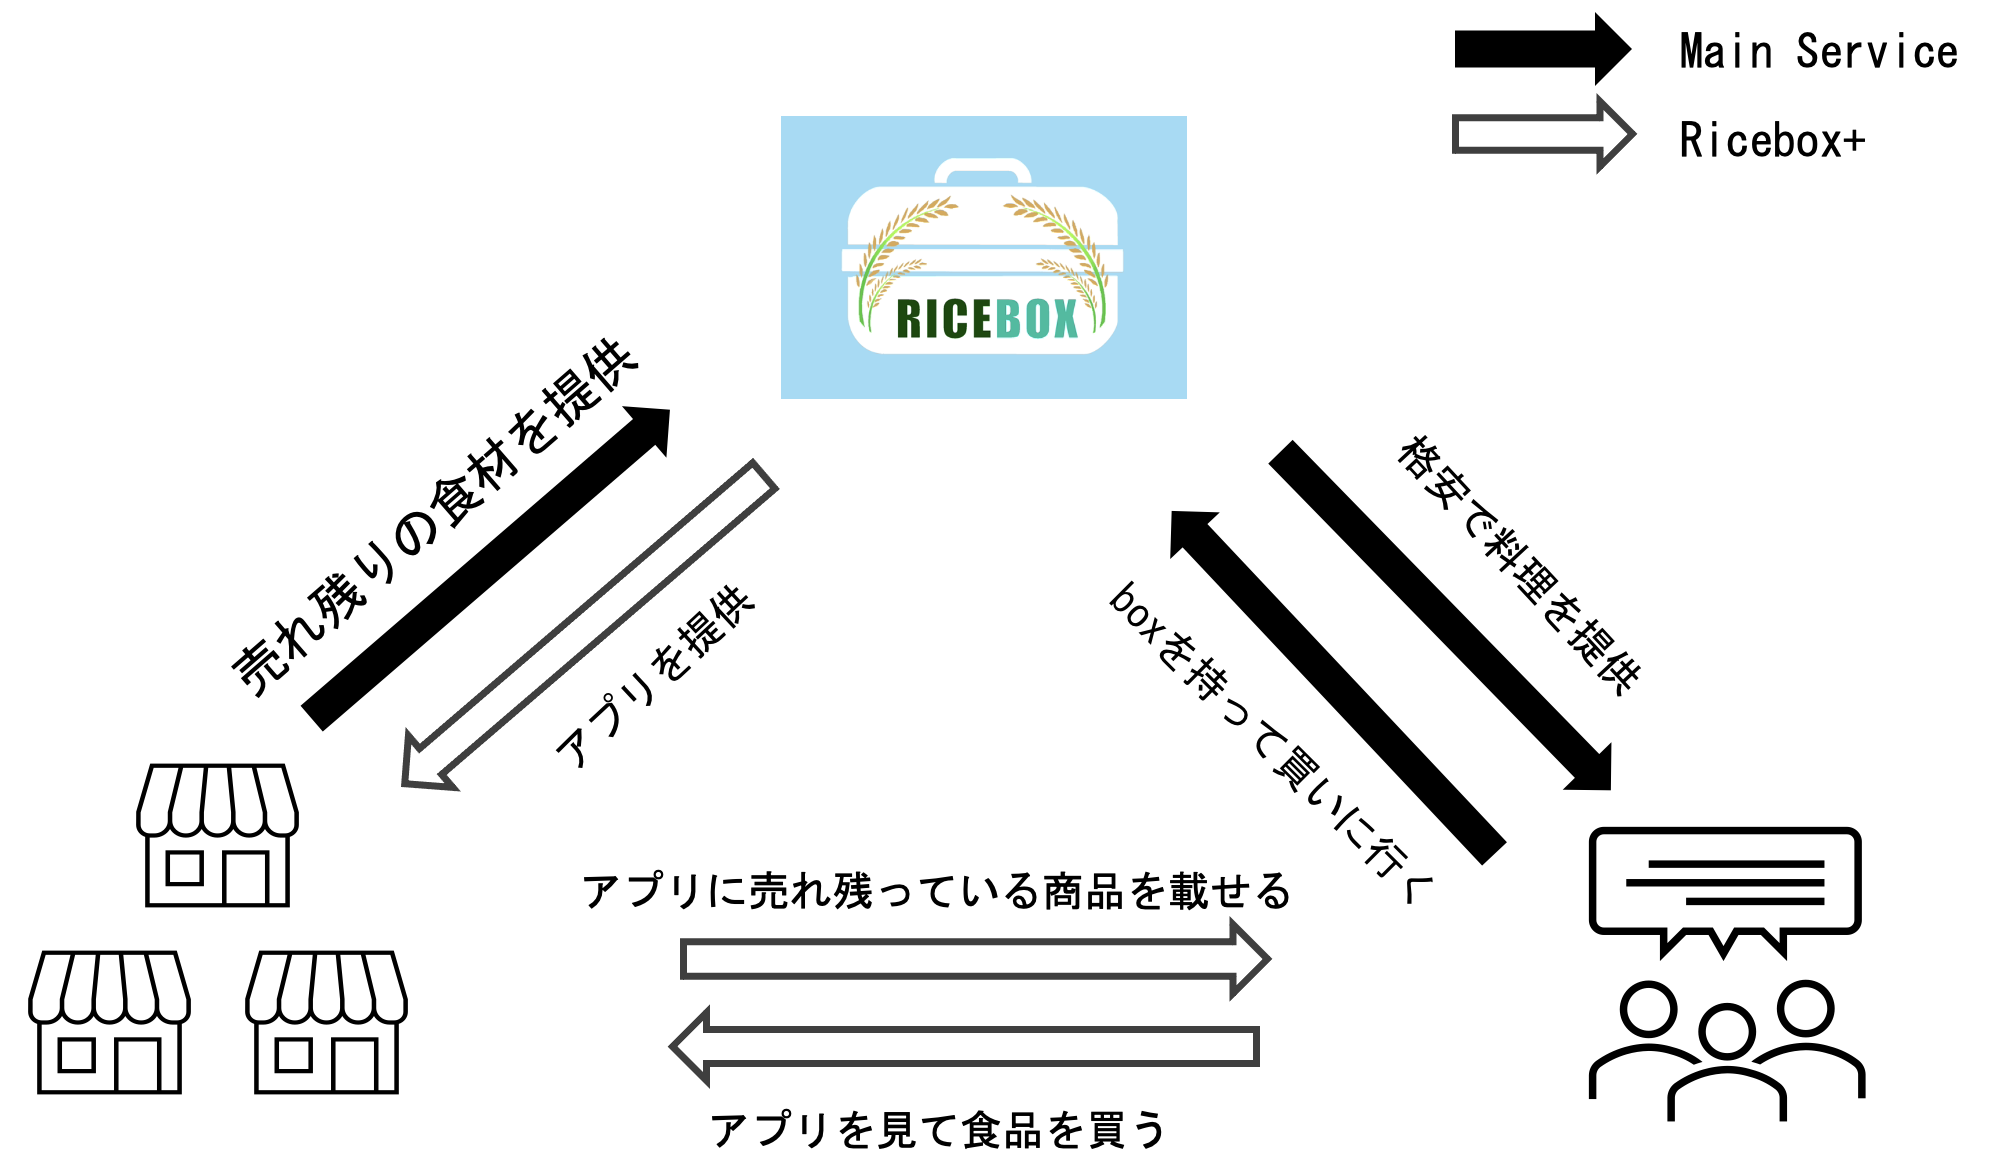 Main Service
Ricebox+
RICEBOX
売れ残りの食材を提供
アプリを提供
格安で料理を提供
boxを持って買いに行く
アプリに売れ残っている商品を載せる
アプリを見て食品を買う